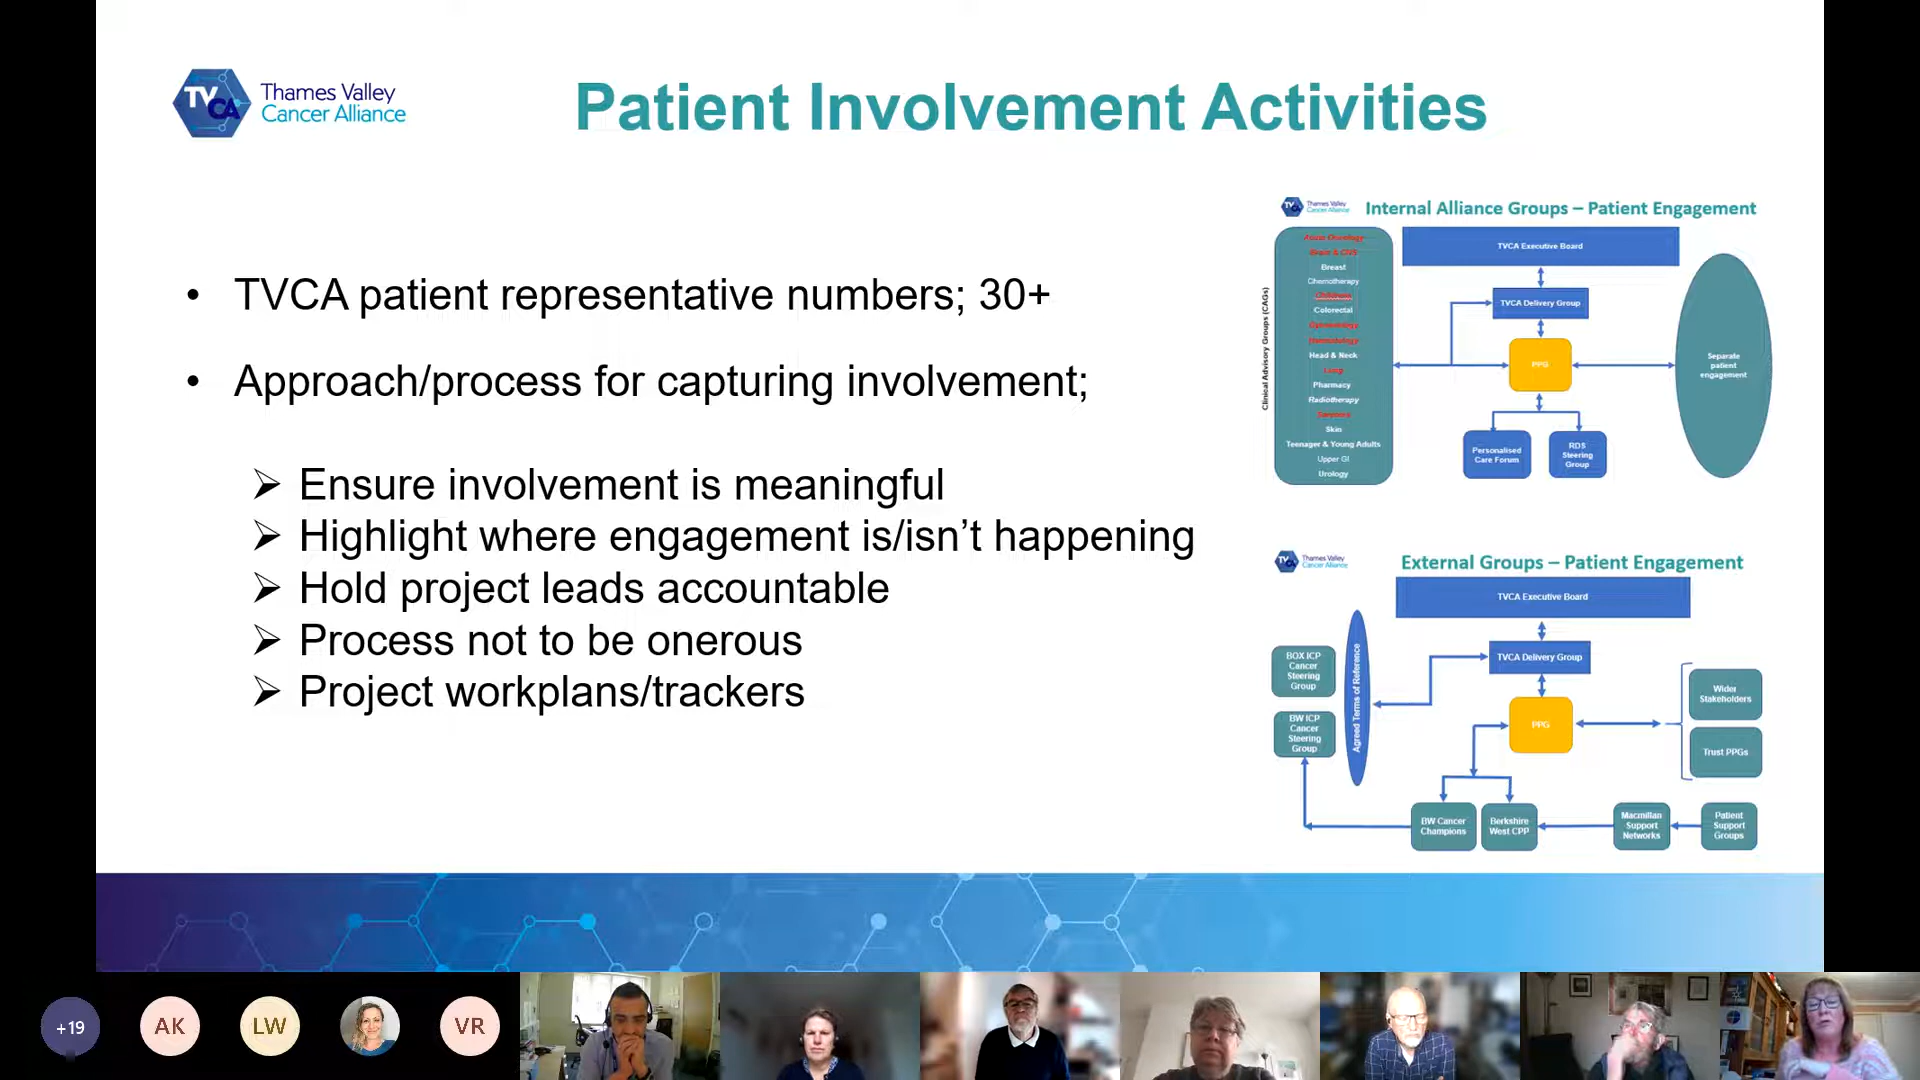 TVCA
Thames Valley
Cancer Alliance
Patient Involvement Activities
• TVCA patient representative numbers; 30+
• Approach/process for capturing involvement;
➢ Ensure involvement is meaningful
➢ Highlight where engagement is/isn’t happening
➢ Hold project leads accountable
➢ Process not to be onerous
➢ Project workplans/trackers
Thames Valley
Cancer Alliance
Internal Alliance Groups – Patient Engagement
Clinical Advisory Groups (CAGs)
Acute Oncology
Brain & CNS
Breast
Chemotherapy
Childrens
Colorectal
Gynaecology
Haematology
Head & Neck
Lung
Pharmacy
Radiotherapy
Sarcoma
Skin
Teenager & Young Adults
Upper GI
Urology
TVCA Executive Board
TVCA Delivery Group
PPG
Separate
patient
engagement
Personalised
Care Forum
RDS
Steering
Group
Thames Valley
Cancer Alliance
External Groups – Patient Engagement
TVCA Executive Board
TVCA Delivery Group
BOX ICP
Cancer
Steering
Group
BW ICP
Cancer
Steering
Group
Agreed Terms of Reference
PPG
Wider
Stakeholders
Trust PPGs
BW Cancer
Champions
Berkshire
West CPP
Macmillan
Support
Networks
Patient
Support
Groups
+19
AK
LW
VR